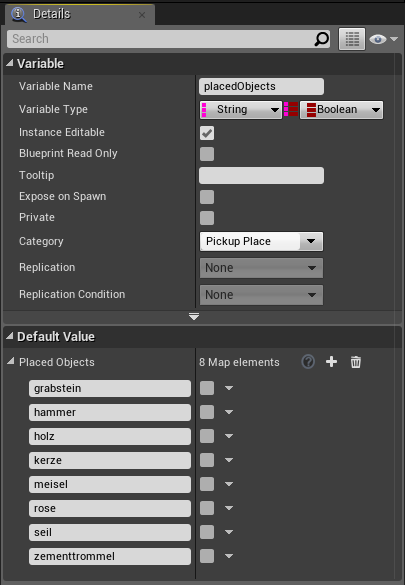 Details
Search
Variable
Variable Name placedObjects
Variable Type String Boolean
Instance Editable
Blueprint Read Only
Tooltip
Expose on Spawn
Private
Category Pickup Place
Replication None
Replication Condition None
Default Value
Placed Objects 8 Map elements
grabstein
hammer
holz
kerze
meisel
rose
seil
zementtrommel